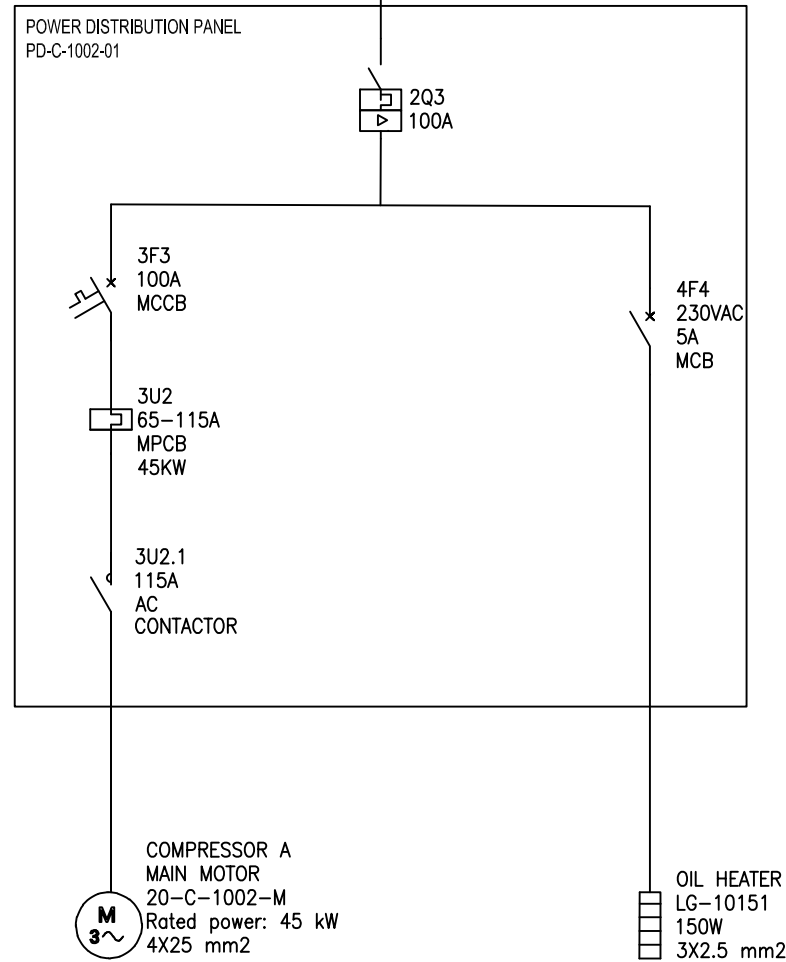 POWER DISTRIBUTION PANEL
PD-C-1002-01
2Q3
100A
3F3
100A
MCCB
4F4
230VAC
5A
MCB
3U2
65-115A
MPCB
45KW
3U2.1
115A
AC
CONTACTOR
COMPRESSOR A
MAIN MOTOR
20-C-1002-M
Rated power: 45 kW
4X25 mm2
M
3~
OIL HEATER
LG-10151
150W
3X2.5 mm2